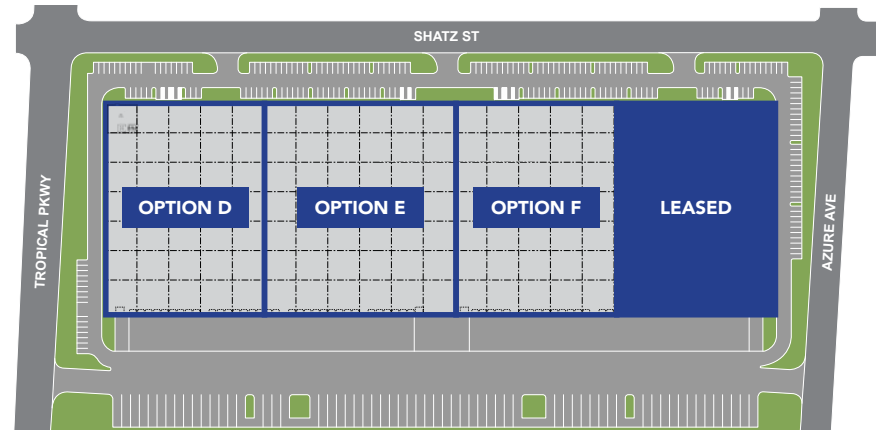 SHATZ ST
TROPICAL PKWY
OPTION D
OPTION E
OPTION F
LEASED
AZURE AVE